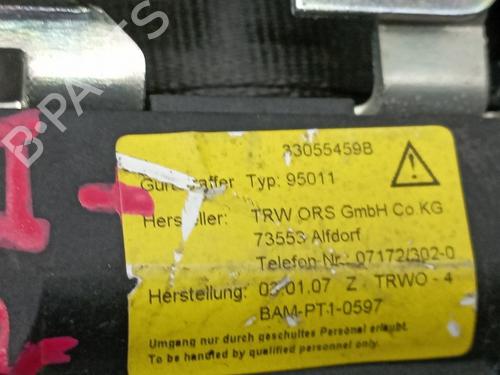 33055459B
Gurtstraffer Typ: 95011
Hersteller: TRW ORS GmbH Co.KG
73553 Alfdorf
Telefon-Nr.: 07172/302-0
Herstellung: 03.01.07 Z - TRWO - 4
BAM-PT1-0597
Umgang nur durch geschultes Personal erlaubt.
To be handled by qualified personnel only.
B-PARTS